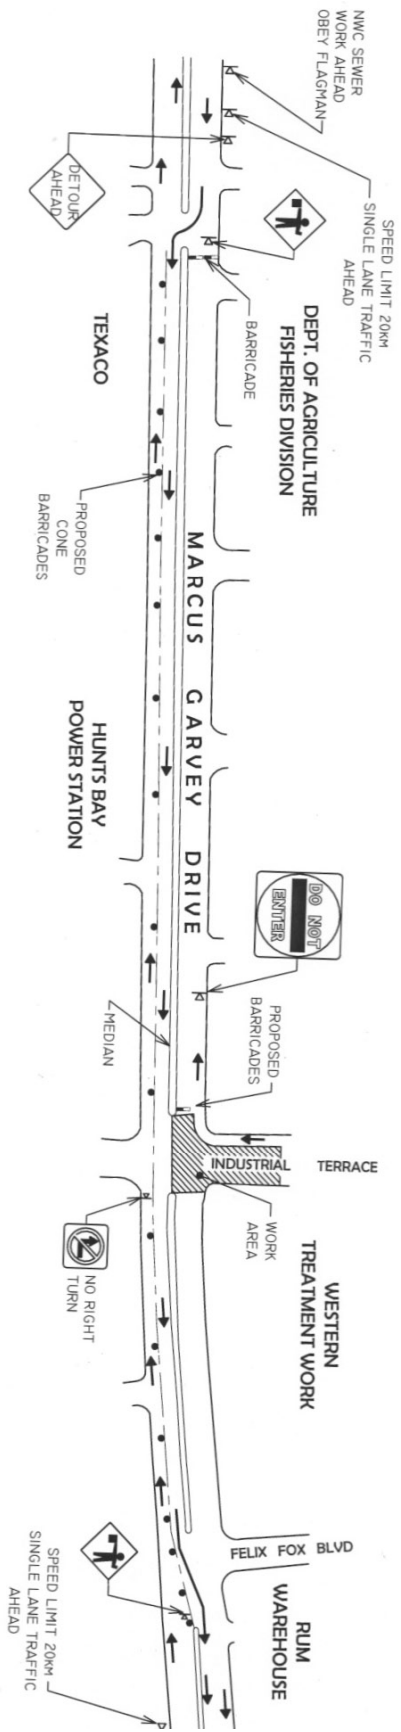 NWC SEWER
WORK AHEAD
OBEY FLAGMAN
SPEED LIMIT 20KM
SINGLE LANE TRAFFIC
AHEAD
DETOUR
AHEAD
BARRICADE
DEPT. OF AGRICULTURE
FISHERIES DIVISION
TEXACO
PROPOSED
CONE
BARRICADES
MARCUS GARVEY DRIVE
HUNTS BAY
POWER STATION
DO NOT
ENTER
PROPOSED
BARRICADES
MEDIAN
INDUSTRIAL TERRACE
WORK
AREA
WESTERN
TREATMENT WORK
NO RIGHT
TURN
FELIX FOX BLVD
RUM
WAREHOUSE
SPEED LIMIT 20KM
SINGLE LANE TRAFFIC
AHEAD